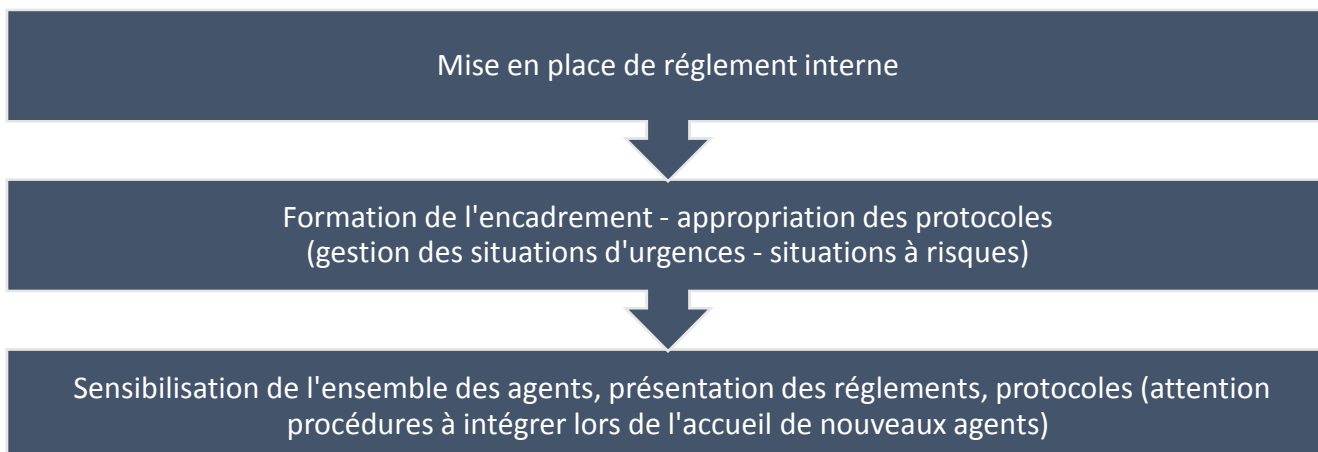 Mise en place de réglement interne
Formation de l'encadrement - appropriation des protocoles
(gestion des situations d'urgences - situations à risques)
Sensibilisation de l'ensemble des agents, présentation des réglements, protocoles (attention
procédures à intégrer lors de l'accueil de nouveaux agents)